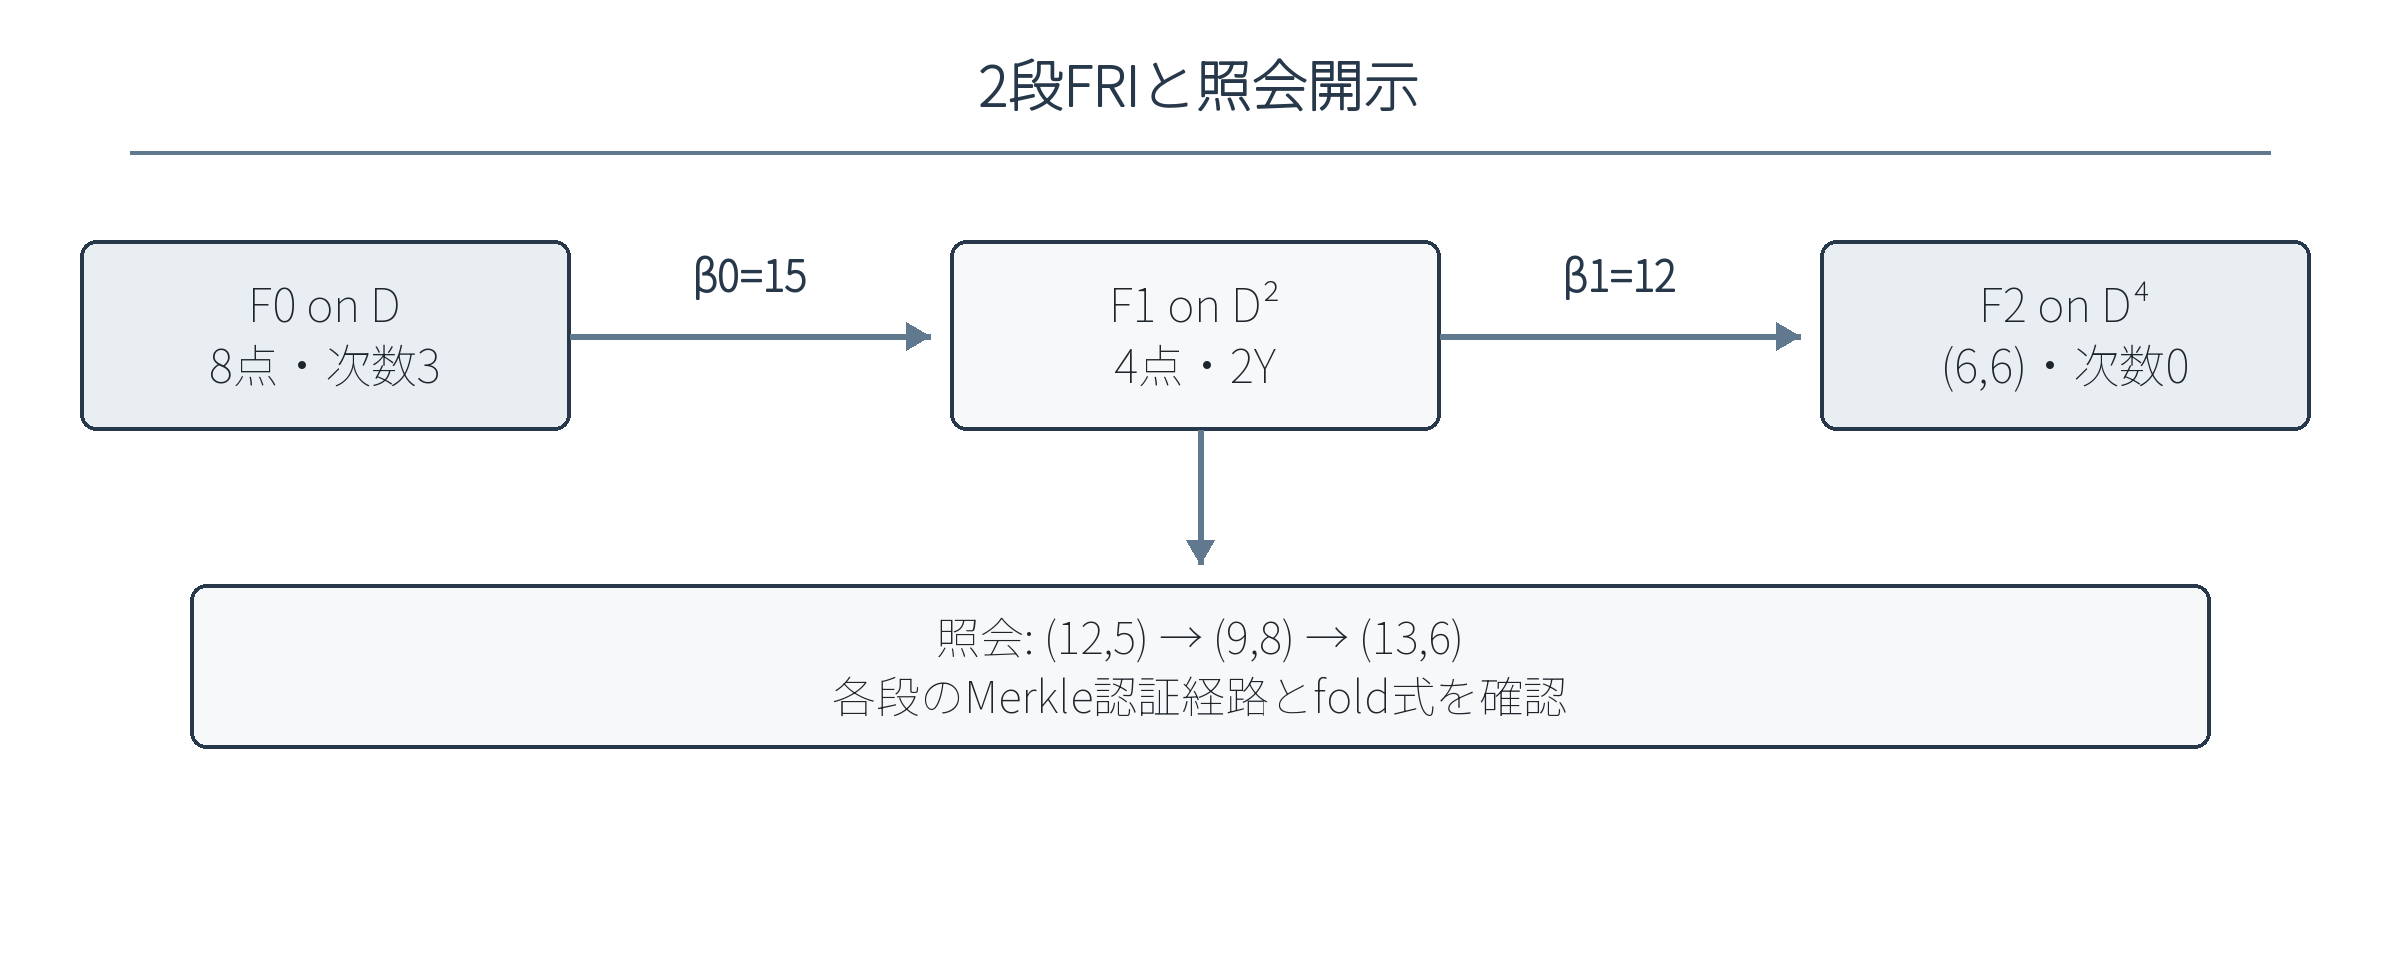 2段FRIと照会開示
β0=15
β1=12
F0 on D
8点・次数3
F1 on D²
4点・2Y
F2 on D⁴
(6,6)・次数0
照会: (12,5) → (9,8) → (13,6)
各段のMerkle認証経路とfold式を確認